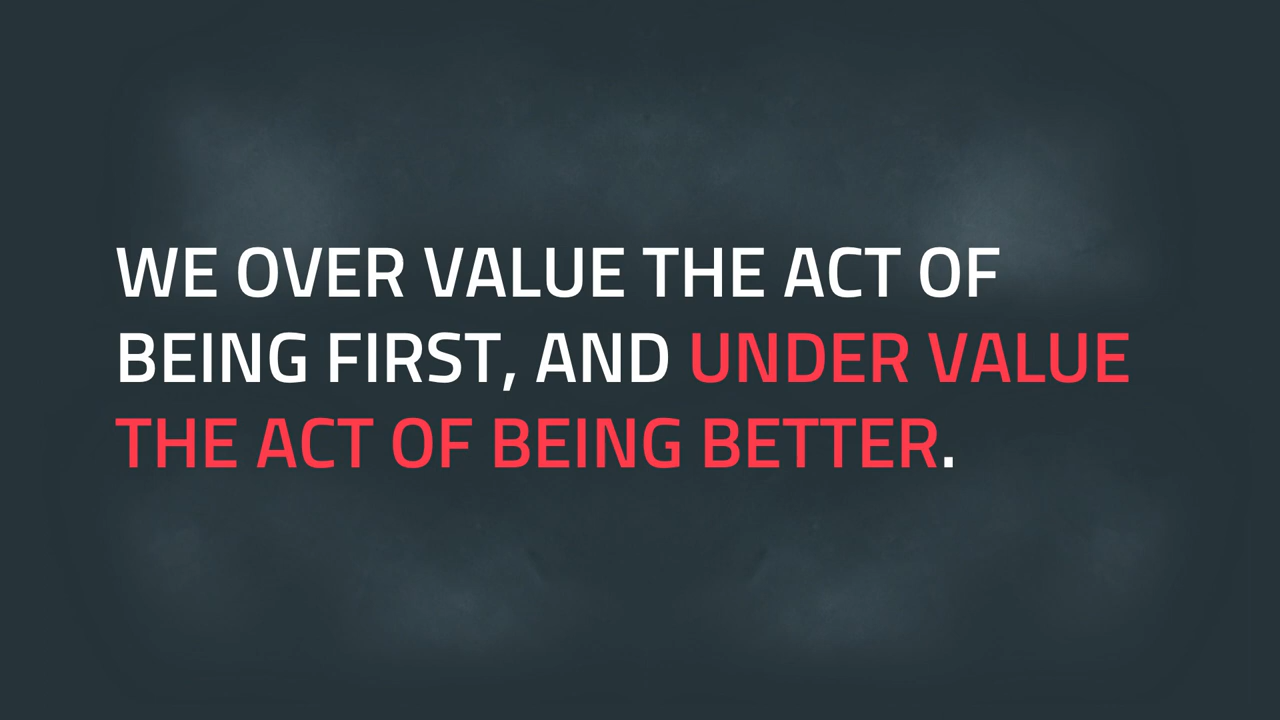 WE OVER VALUE THE ACT OF
BEING FIRST, AND UNDER VALUE
THE ACT OF BEING BETTER.